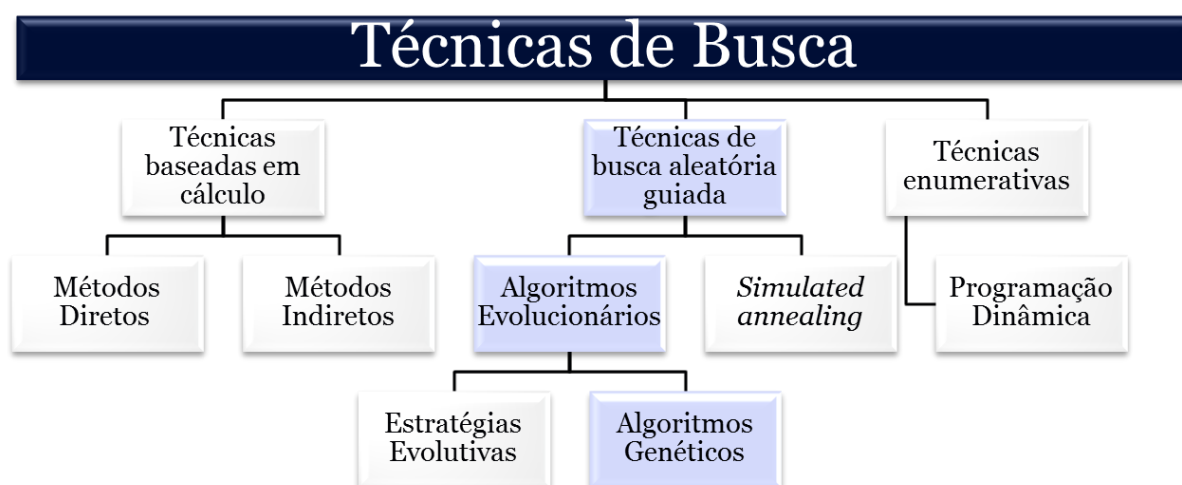 Técnicas de Busca
Técnicas
baseadas em
cálculo
Técnicas de
busca aleatória
guiada
Técnicas
enumerativas
Métodos
Diretos
Métodos
Indiretos
Algoritmos
Evolucionários
Simulated
annealing
Programação
Dinâmica
Estratégias
Evolutivas
Algoritmos
Genéticos